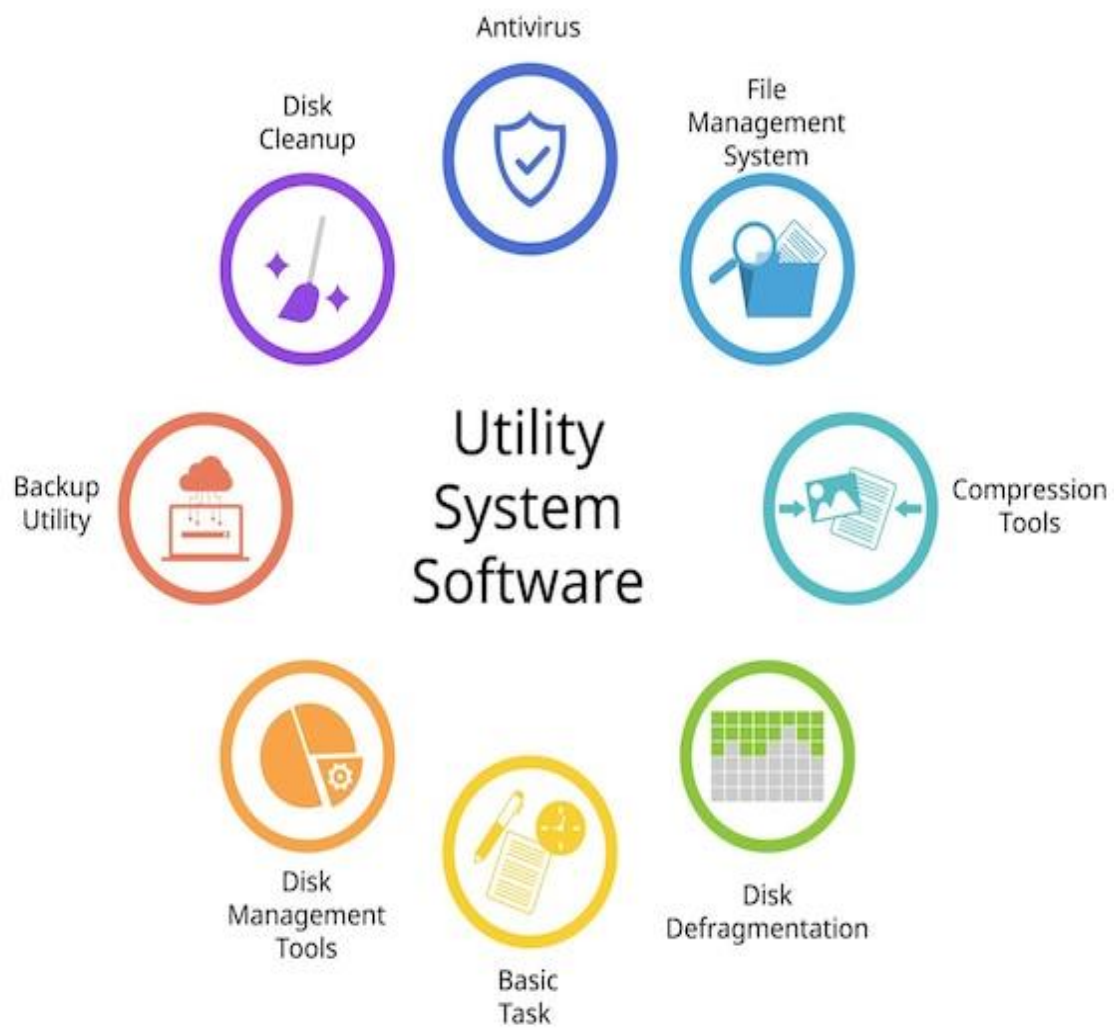 Antivirus
Disk
Cleanup
File
Management
System
Backup
Utility
Utility
System
Software
Compression
Tools
Disk
Management
Tools
Basic
Task
Disk
Defragmentation